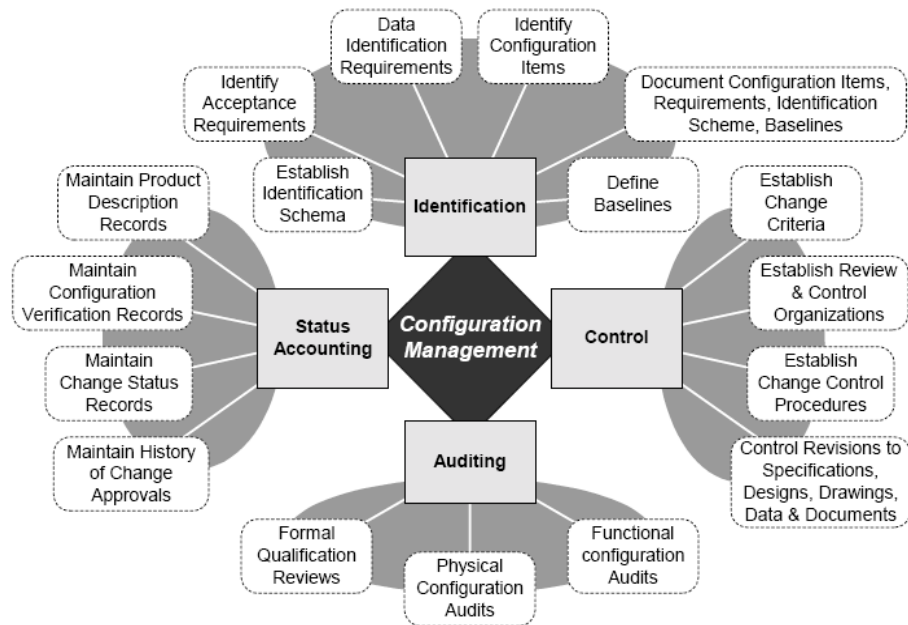 Data
Identification
Requirements
Identify
Configuration
Items
Identify
Acceptance
Requirements
Document Configuration Items,
Requirements, Identification
Scheme, Baselines
Establish
Identification
Schema
Identification
Define
Baselines
Maintain Product
Description
Records
Maintain
Configuration
Verification Records
Maintain
Change Status
Records
Maintain History
of Change
Approvals
Status
Accounting
Configuration
Management
Control
Establish
Change
Criteria
Establish Review
& Control
Organizations
Establish
Change Control
Procedures
Control Revisions to
Specifications,
Designs, Drawings,
Data & Documents
Auditing
Formal
Qualification
Reviews
Physical
Configuration
Audits
Functional
configuration
Audits